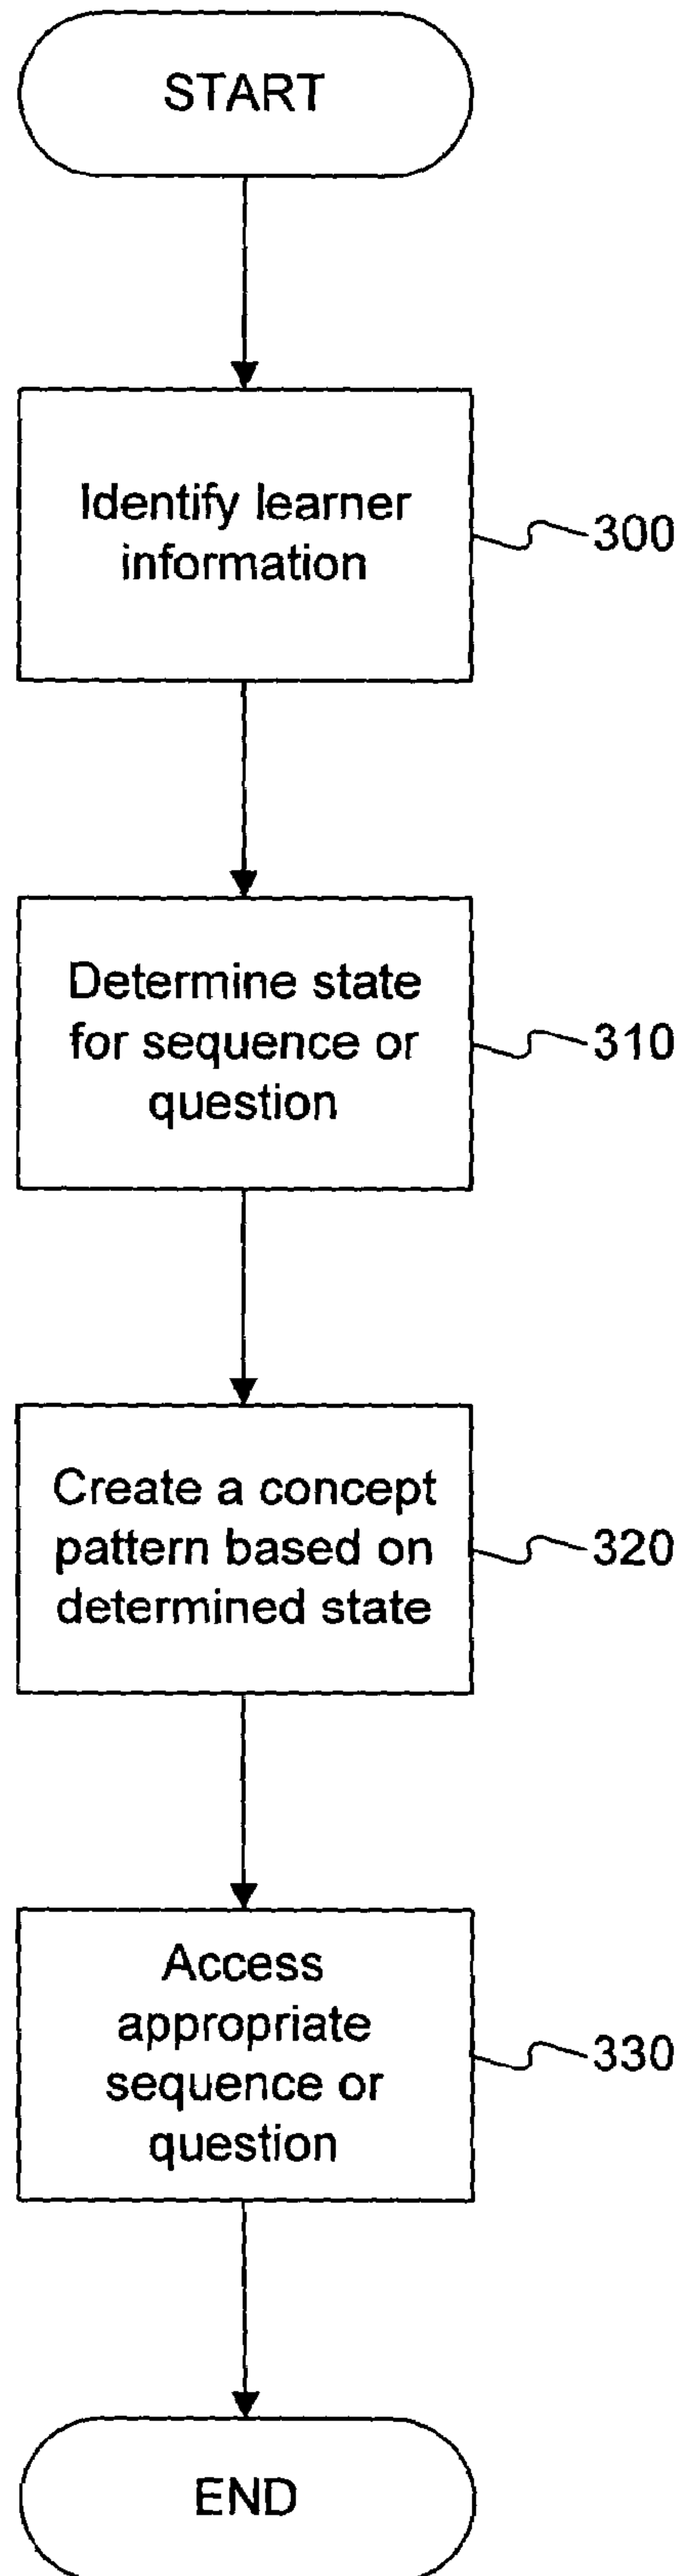 START
Identify learner
information
300
Determine state
for sequence or
question
310
Create a concept
pattern based on
determined state
320
Access
appropriate
sequence or
question
330
END